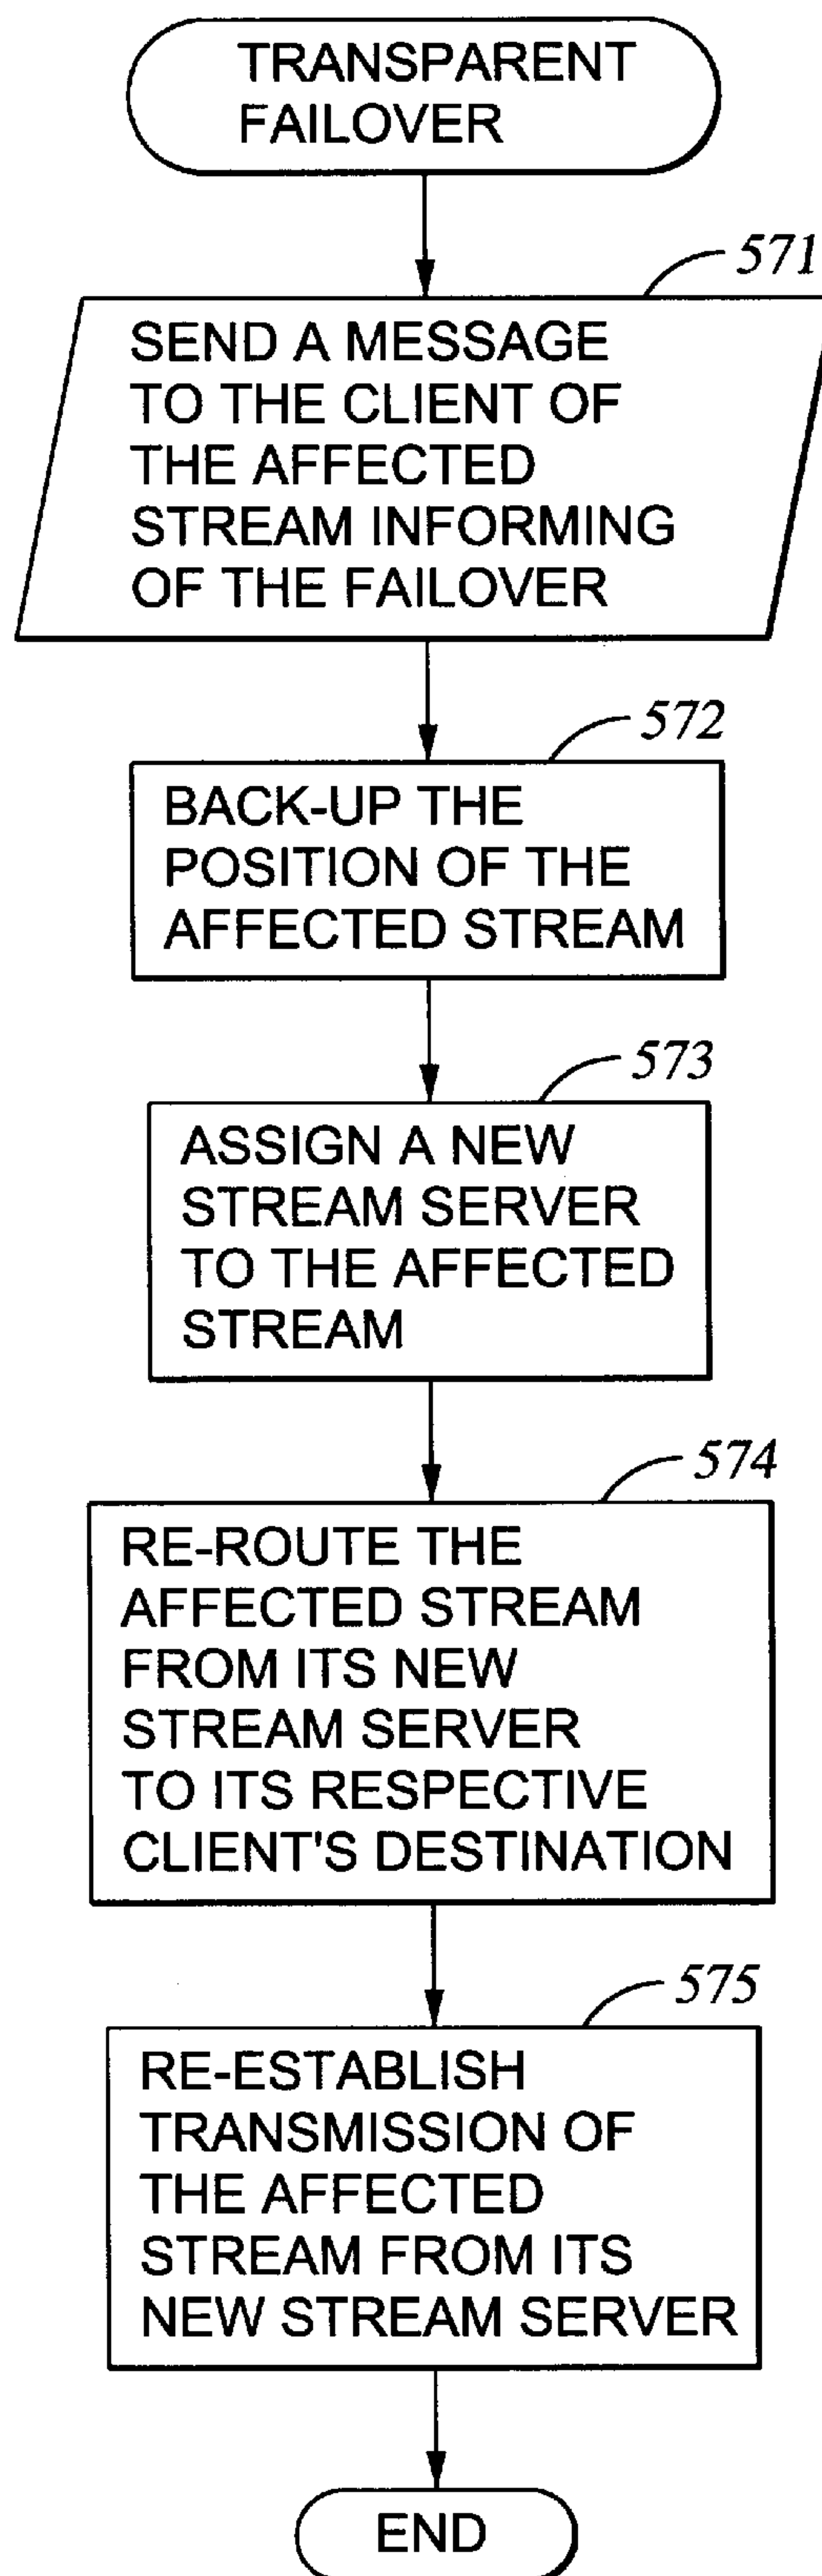 TRANSPARENT
FAILOVER
571
SEND A MESSAGE
TO THE CLIENT OF
THE AFFECTED
STREAM INFORMING
OF THE FAILOVER
572
BACK-UP THE
POSITION OF THE
AFFECTED STREAM
573
ASSIGN A NEW
STREAM SERVER
TO THE AFFECTED
STREAM
574
RE-ROUTE THE
AFFECTED STREAM
FROM ITS NEW
STREAM SERVER
TO ITS RESPECTIVE
CLIENT'S DESTINATION
575
RE-ESTABLISH
TRANSMISSION OF
THE AFFECTED
STREAM FROM ITS
NEW STREAM SERVER
END